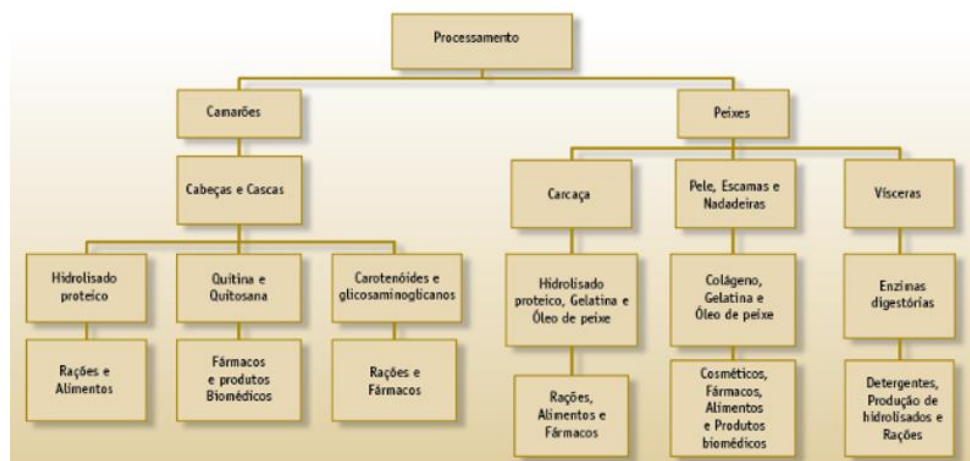 Processamento
Camarões
Peixes
Cabeças e Cascas
Carcaça
Pele, Escamas e
Nadadeiras
Vísceras
Hidrolisado
proteico
Quitina e
Quitosana
Carotenóides e
glicosaminoglicanos
Hidrolisado
proteico, Gelatina e
Óleo de peixe
Colágeno,
Gelatina e
Óleo de peixe
Enzimas
digestórias
Rações e
Alimentos
Fármacos
e produtos
Biomédicos
Rações e
Fármacos
Rações,
Alimentos e
Fármacos
Cosméticos,
Fármacos,
Alimentos
e Produtos
biomédicos
Detergentes,
Produção de
hidrolisados e
Rações